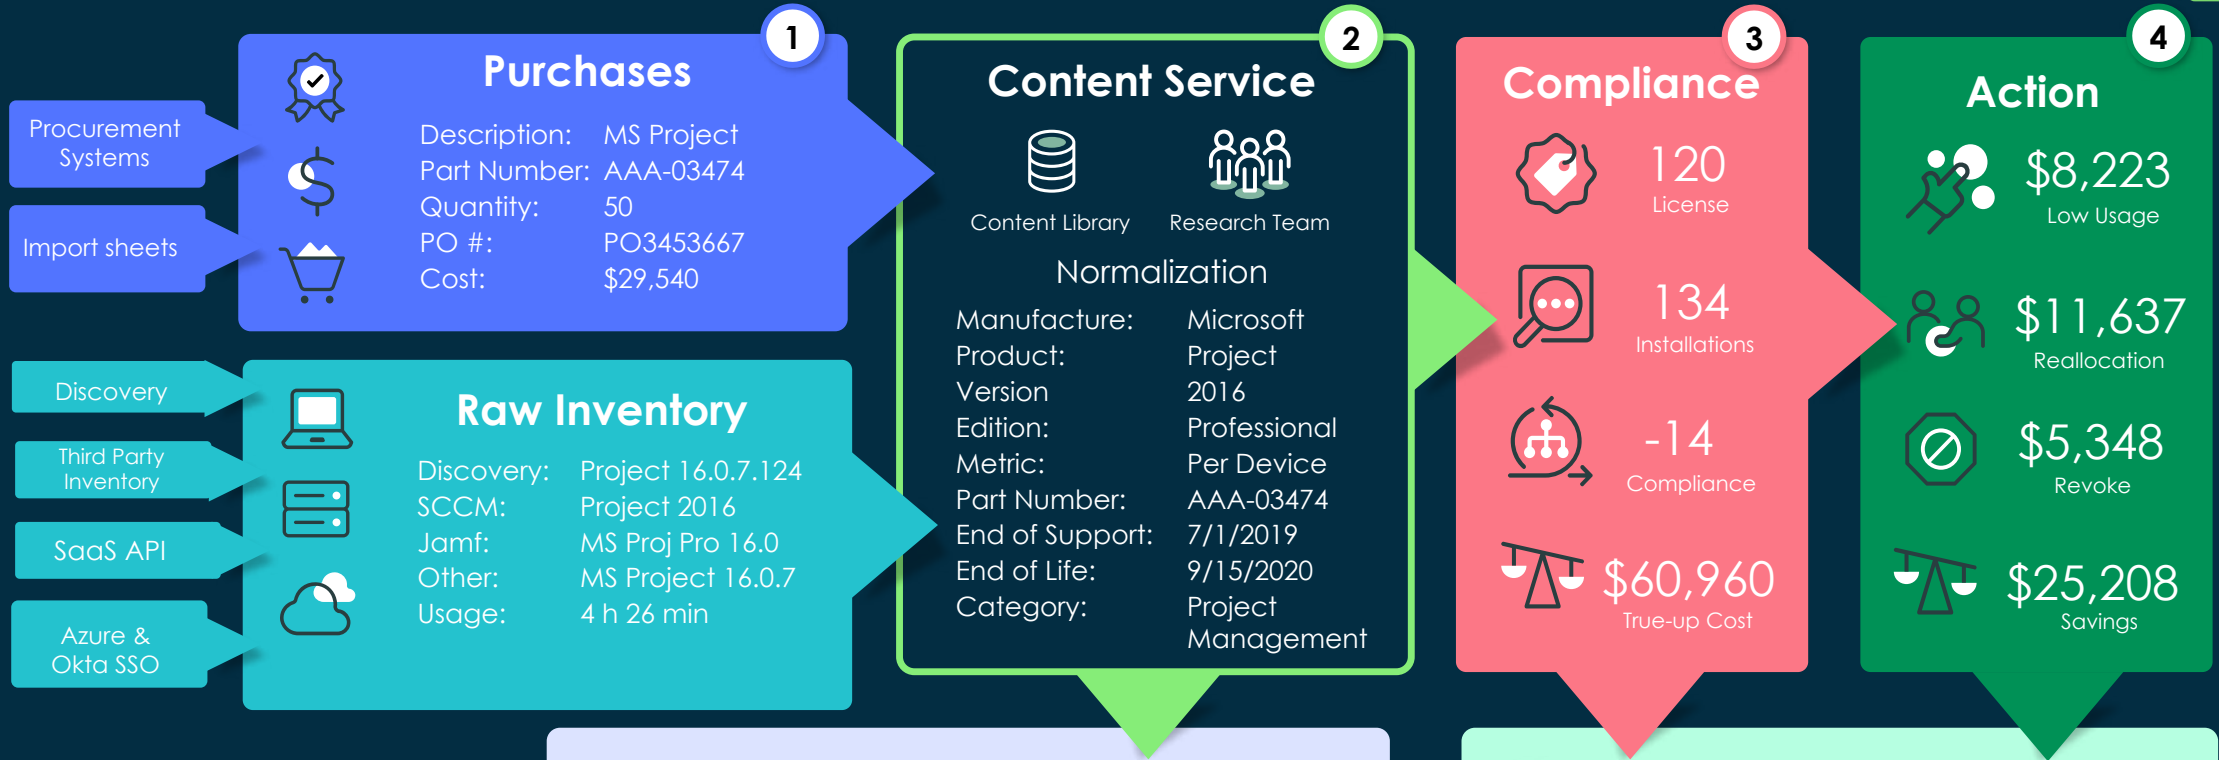 1
Purchases
Procurement
Systems
Import sheets
Description: MS Project
Part Number: AAA-03474
Quantity: 50
PO #: PO3453667
Cost: $29,540
Discovery
Third Party
Inventory
SaaS API
Azure &
Okta SSO
Raw Inventory
Discovery: Project 16.0.7.124
SCCM: Project 2016
Jamf: MS Proj Pro 16.0
Other: MS Project 16.0.7
Usage: 4 h 26 min
2
Content Service
Content Library Research Team
Normalization
Manufacture: Microsoft
Product: Project
Version 2016
Edition: Professional
Metric: Per Device
Part Number: AAA-03474
End of Support: 7/1/2019
End of Life: 9/15/2020
Category: Project
Management
3
Compliance
120
License
134
Installations
-14
Compliance
$60,960
True-up Cost
4
Action
$8,223
Low Usage
$11,637
Reallocation
$5,348
Revoke
$25,208
Savings